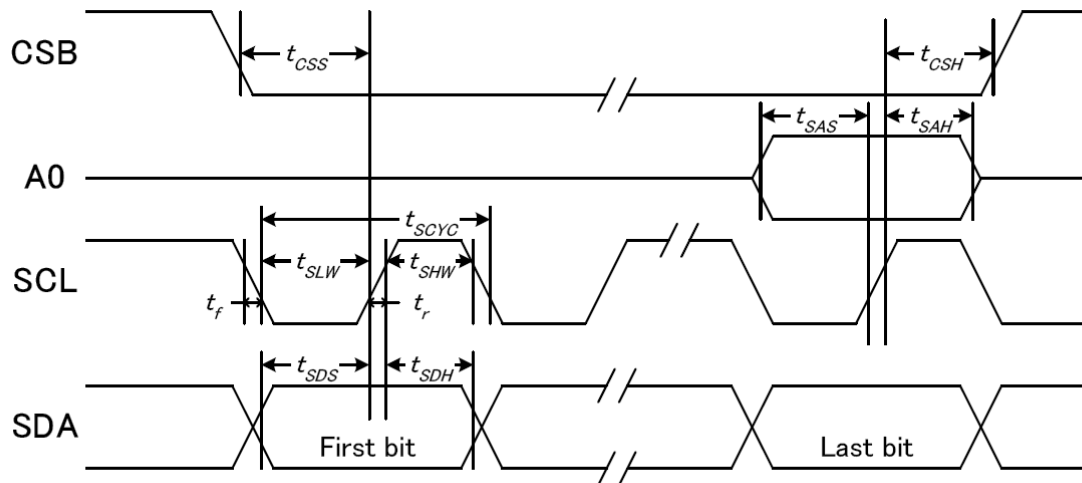 CSB
tCSS
tCSH
tSAS
tSAH
A0
tSCYC
SCL
tSLW
tSHW
tf
tr
tSDS
tSDH
SDA
First bit
Last bit